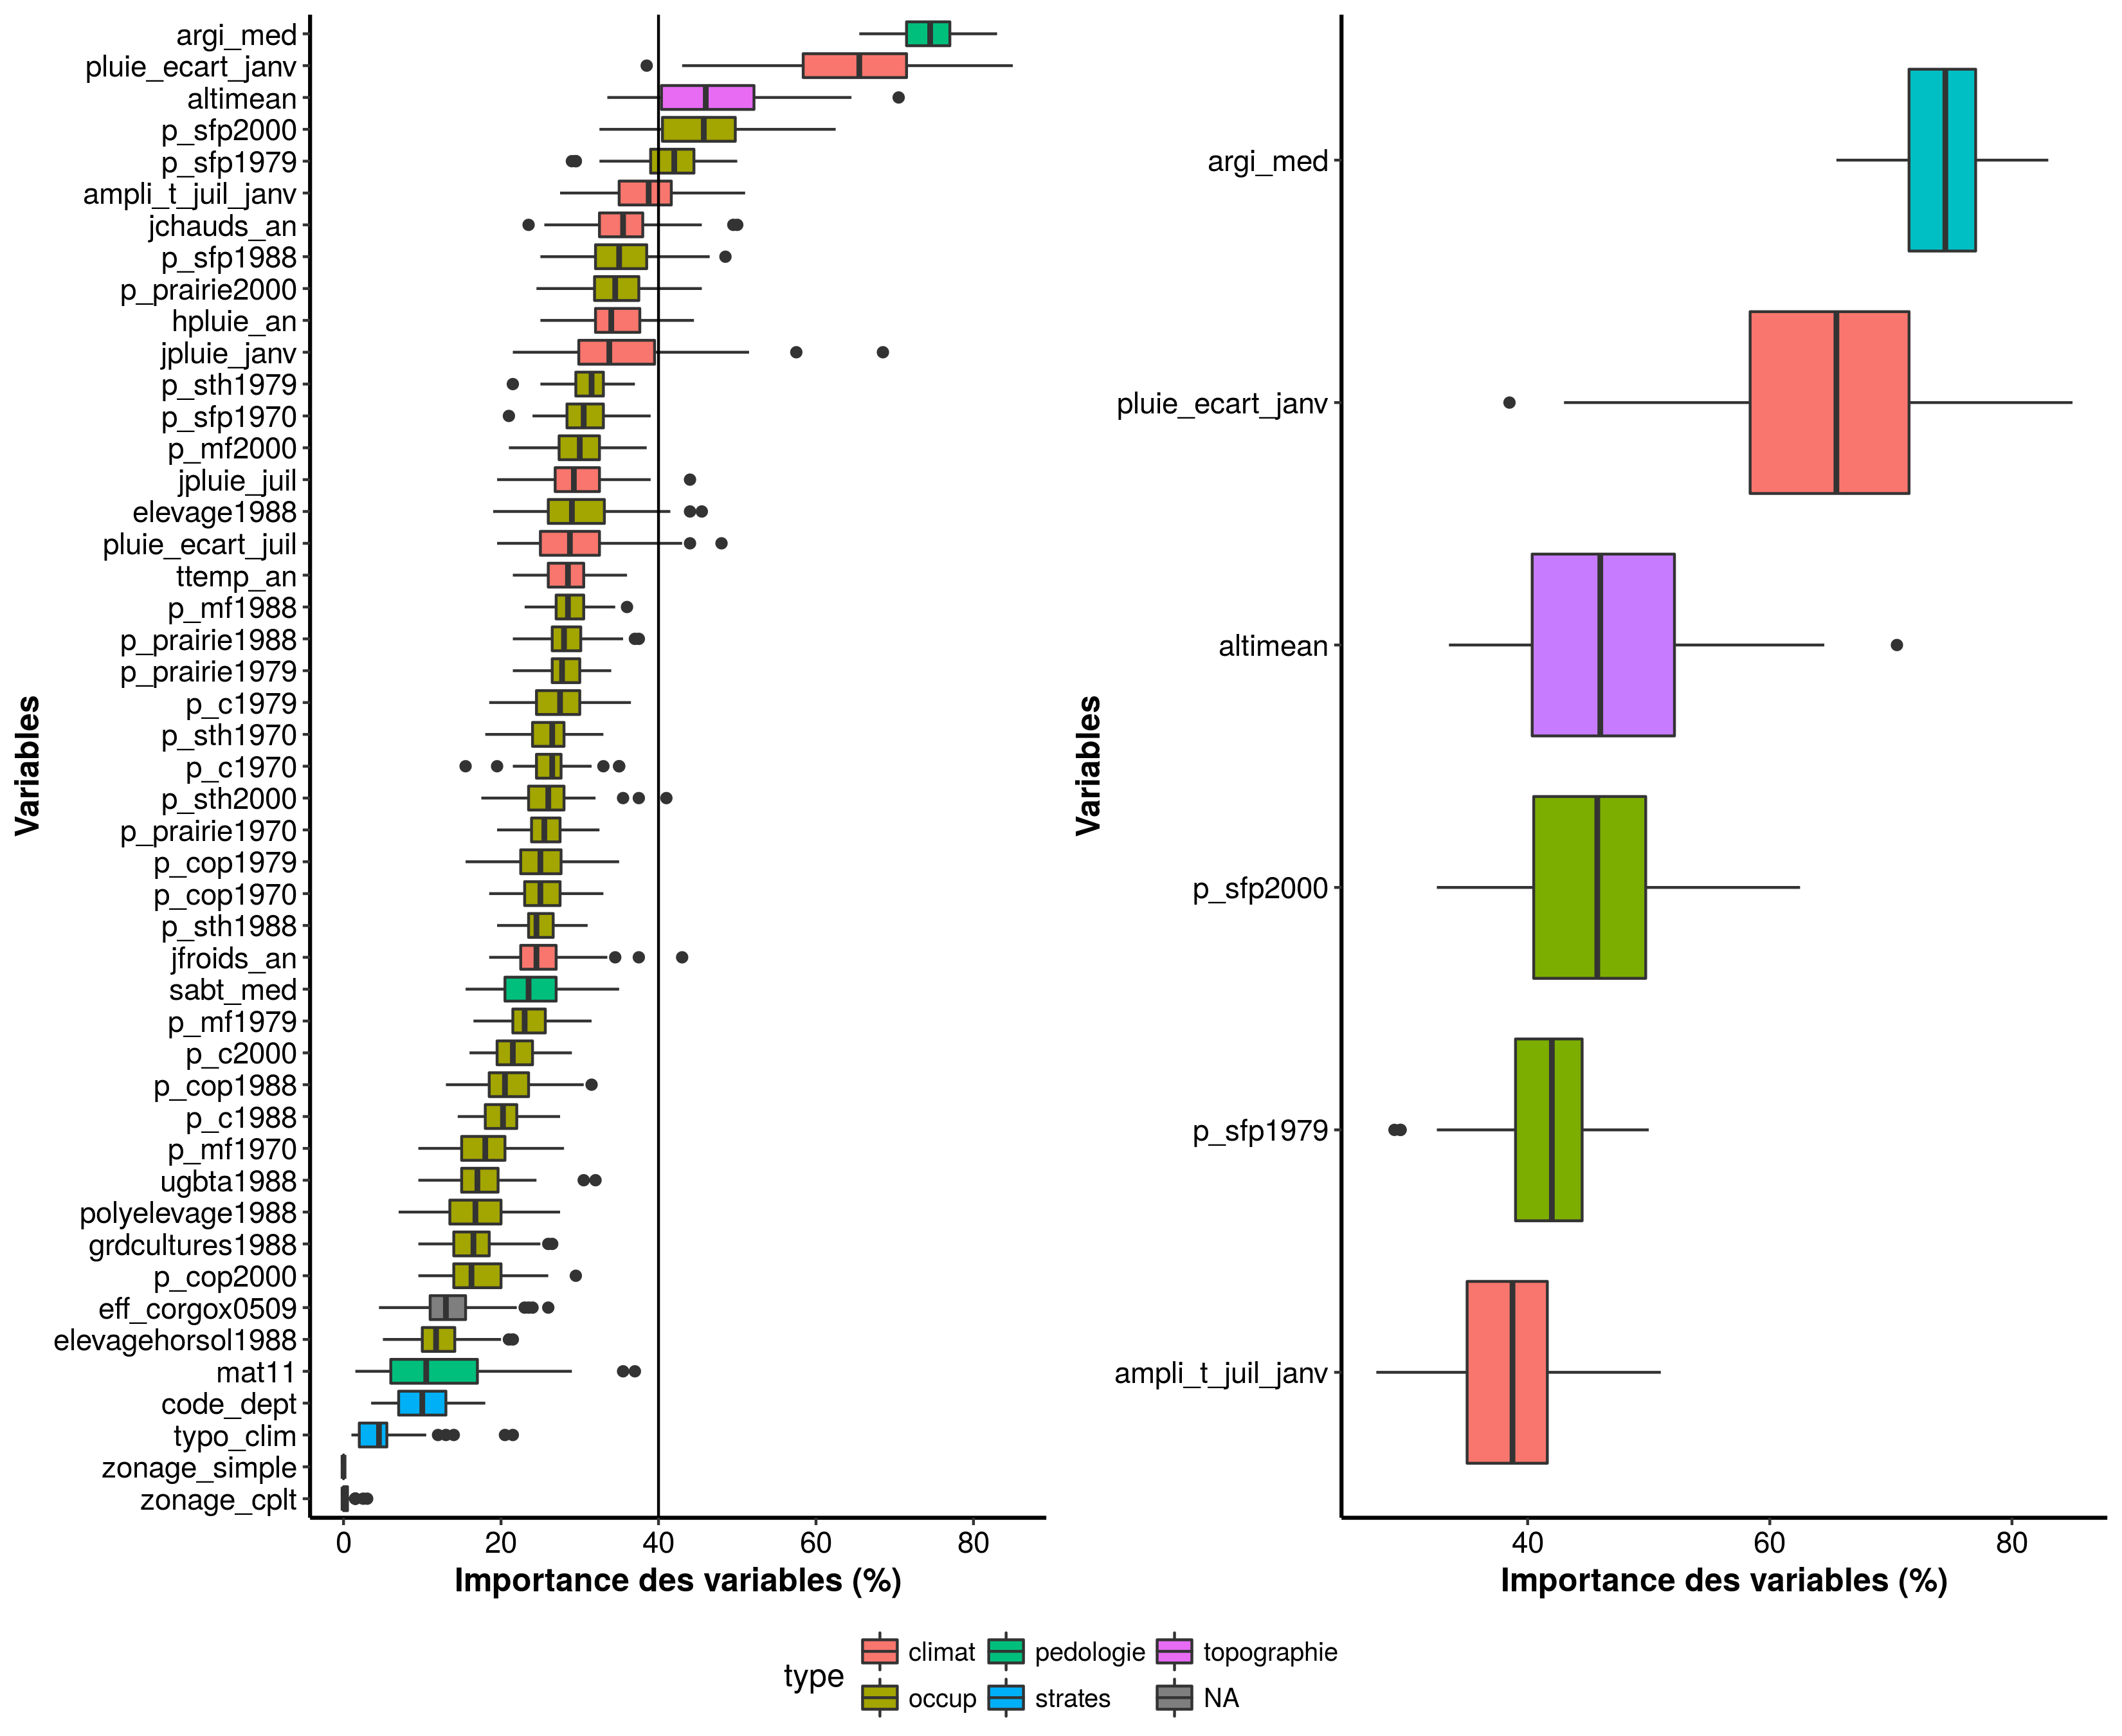 argi_med
pluie_ecart_janv
altimean
p_sfp2000
p_sfp1979
ampli_t_juil_janv
jchauds_an
p_sfp1988
p_prairie2000
hpluie_an
jpluie_janv
p_sth1979
p_sfp1970
p_mf2000
jpluie_juil
elevage1988
pluie_ecart_juil
ttemp_an
p_mf1988
p_prairie1988
p_prairie1979
p_c1979
p_sth1970
p_c1970
p_sth2000
p_prairie1970
p_cop1979
p_cop1970
p_sth1988
jfroids_an
sabt_med
p_mf1979
p_c2000
p_cop1988
p_c1988
p_mf1970
ugbta1988
polyelevage1988
grdcultures1988
p_cop2000
eff_corgox0509
elevagehorsol1988
mat11
code_dept
typo_clim
zonage_simple
zonage_cplt
Variables
0 20 40 60 80
Importance des variables (%)
argi_med
pluie_ecart_janv
altimean
p_sfp2000
p_sfp1979
ampli_t_juil_janv
Variables
40 60 80
Importance des variables (%)
type
climat pedologie topographie
occup strates NA